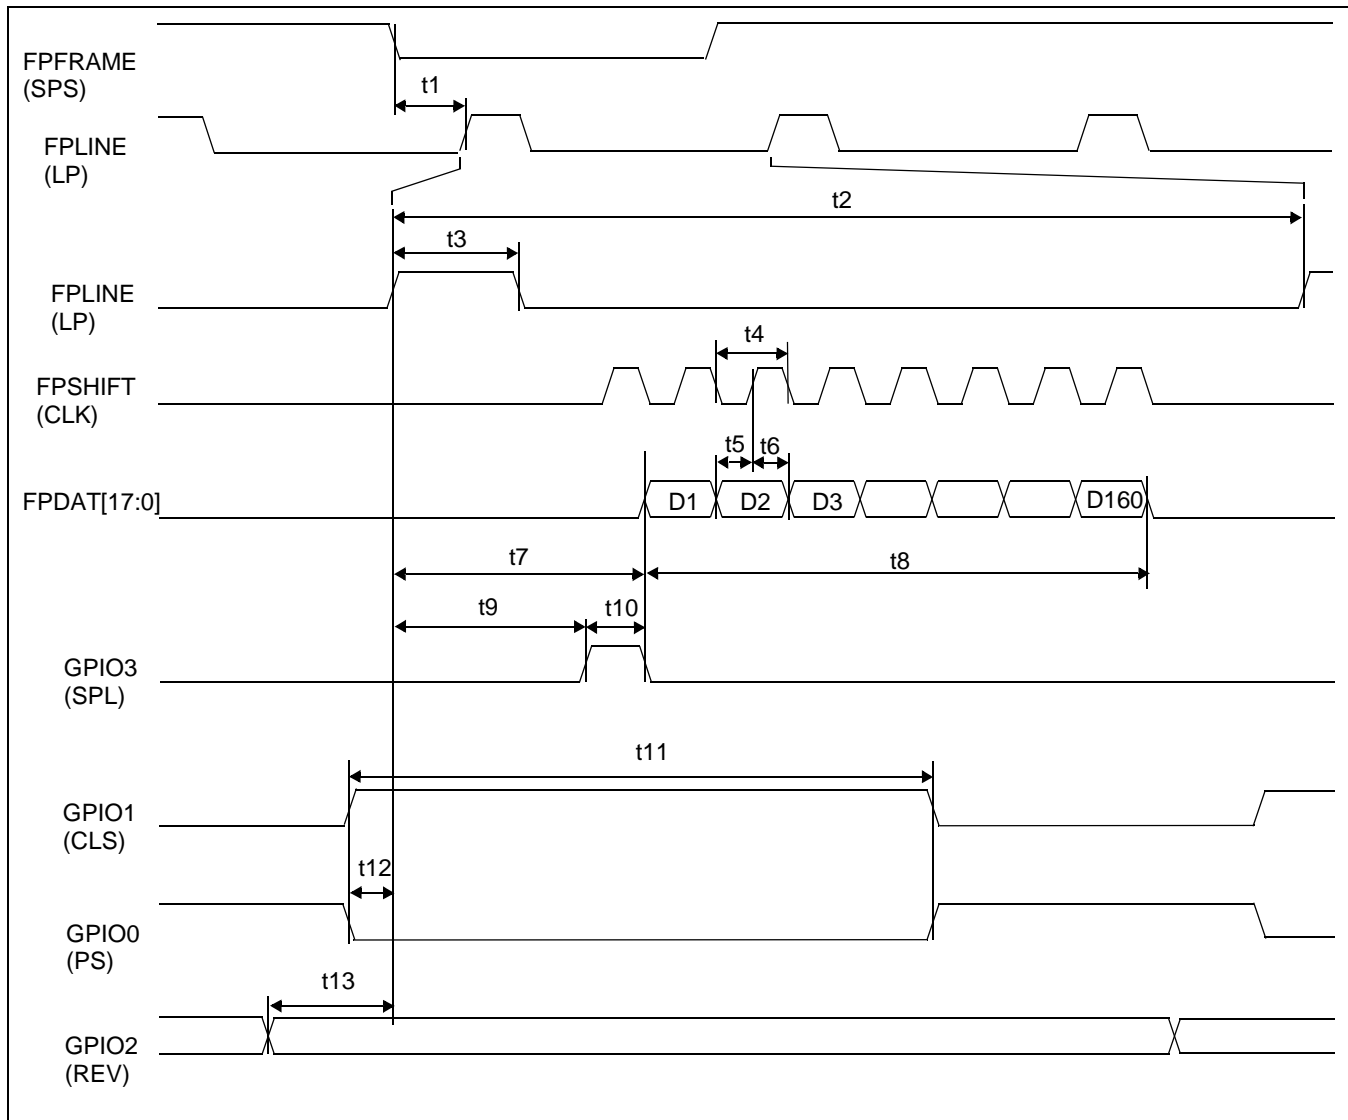 FPFRAME
(SPS)
t1
FPLINE
(LP)
t2
t3
FPLINE
(LP)
t4
FPSHIFT
(CLK)
t5 t6
FPDAT[17:0] D1 D2 D3 D160
t7 t8
t9 t10
GPIO3
(SPL)
t11
GPIO1
(CLS)
t12
GPIO0
(PS)
t13
GPIO2
(REV)